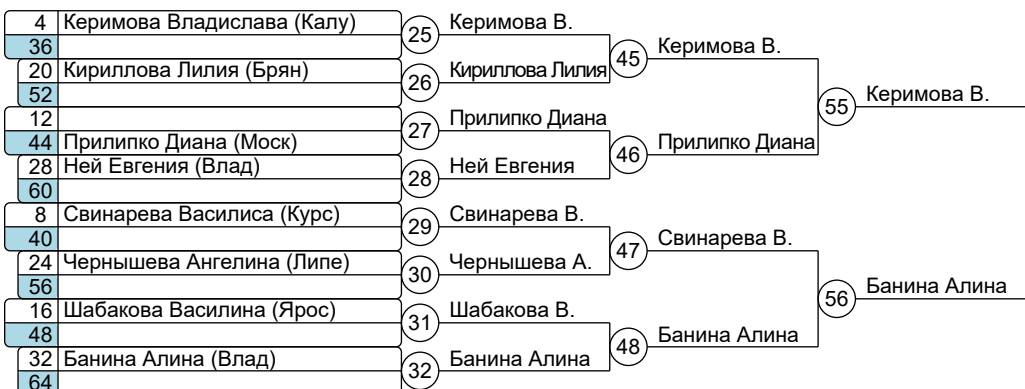 4 Керимова Владислава (Калу)
36
20 Кириллова Лилия (Брян)
52
12
44 Прилипко Диана (Моск)
28 Ней Евгения (Влад)
60
8 Свинарева Василиса (Курс)
40
24 Чернышева Ангелина (Липе)
56
16 Шабакова Василина (Ярос)
48
32 Банина Алина (Влад)
64
25 Керимова В.
26 Кириллова Лилия
27 Прилипко Диана
28 Ней Евгения
29 Свинарева В.
30 Чернышева А.
31 Шабакова В.
32 Банина Алина
45 Керимова В.
46 Прилипко Диана
47 Свинарева В.
48 Банина Алина
55 Керимова В.
56 Банина Алина